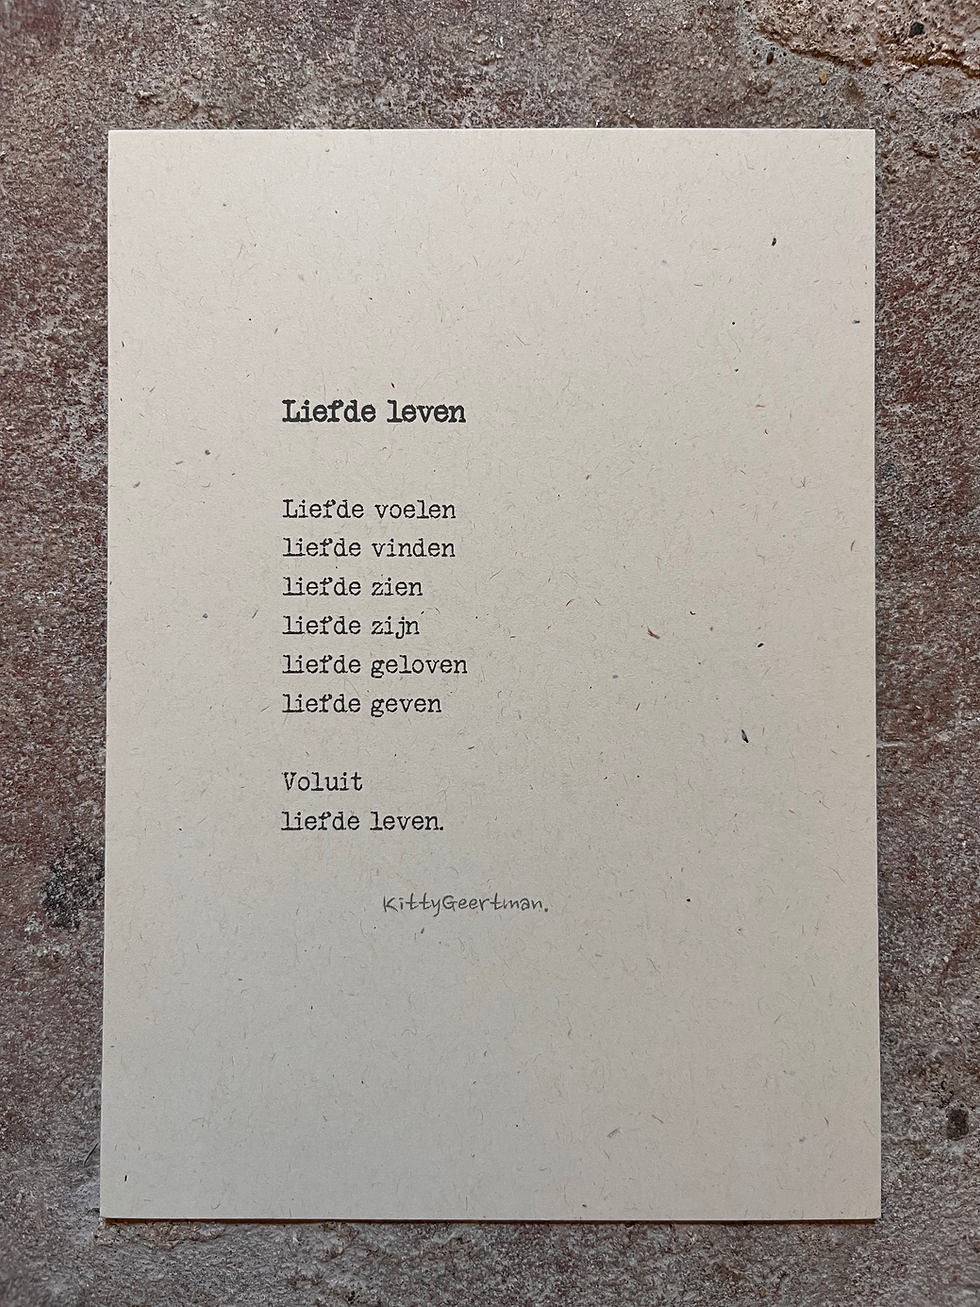 Liefde leven
Liefde voelen
liefde vinden
liefde zien
liefde zijn
liefde geloven
liefde geven
Voluit
liefde leven.
KittyGeertman.